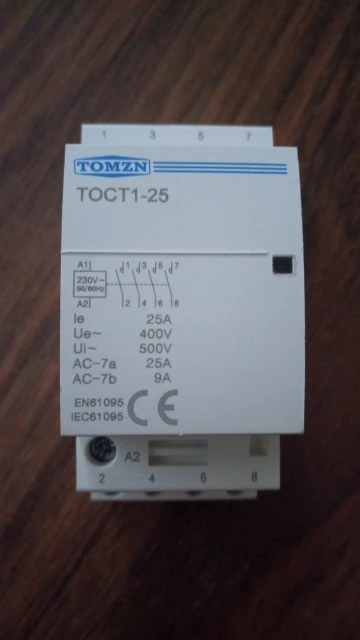 1 3 5 7
TOMZN
TOCT1-25
A1 1 3 5 7
230V~
50/60Hz
A2 2 4 6 8
Ie 25A
Ue~ 400V
Ui~ 500V
AC-7a 25A
AC-7b 9A
EN61095
IEC61095 CE
A2
2 4 6 8